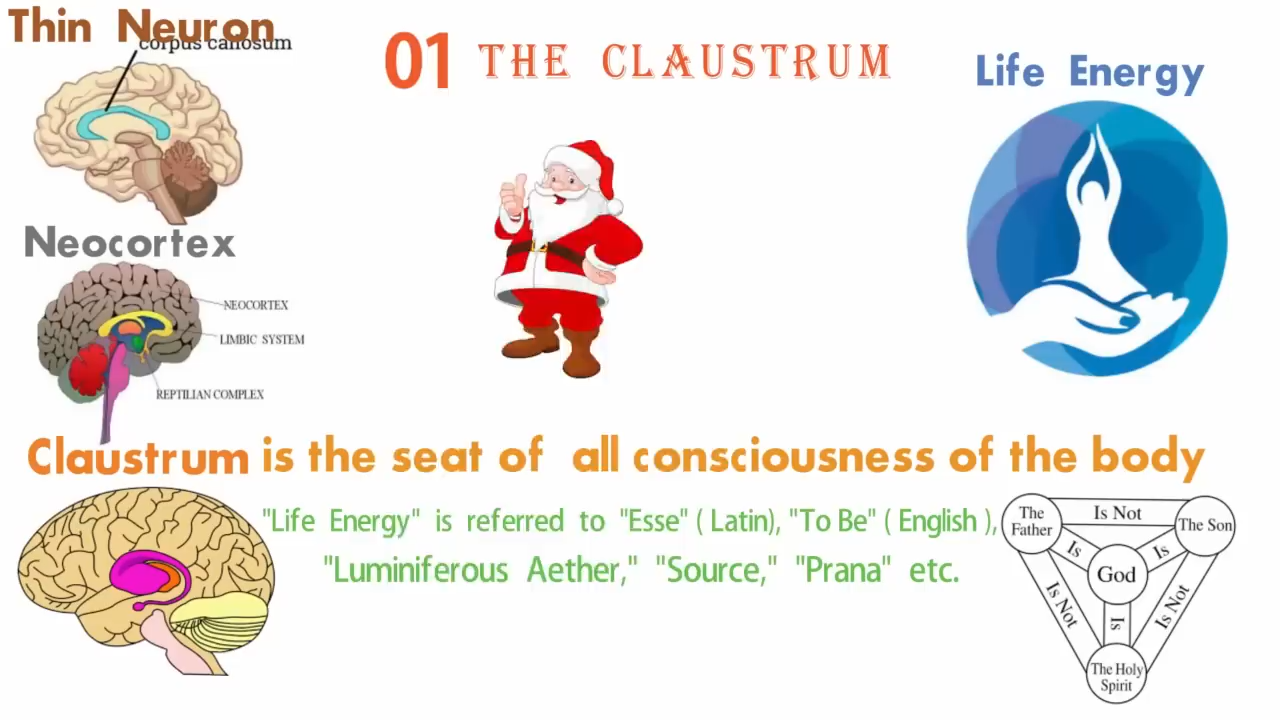 Thin Neuron
corpus callosum
01 THE CLAUSTRUM
Life Energy
Neocortex
NEOCORTEX
LIMBIC SYSTEM
REPTILIAN COMPLEX
Claustrum is the seat of all consciousness of the body
"Life Energy" is referred to "Esse" ( Latin), "To Be" ( English ),
"Luminiferous Aether," "Source," "Prana" etc.
The
Father
Is Not
The Son
Is
Is
God
Is Not
Is
Is Not
The Holy
Spirit